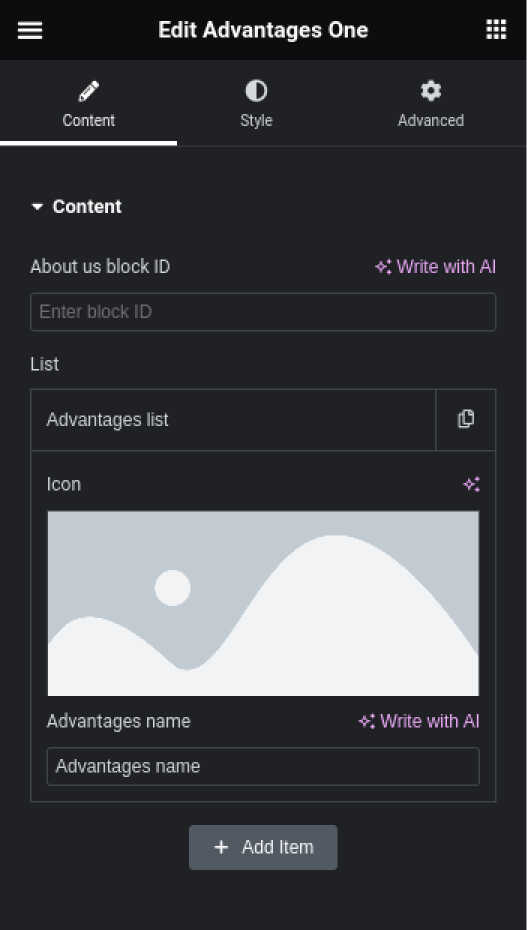 Edit Advantages One
Content
Style
Advanced
Content
About us block ID
Write with AI
Enter block ID
List
Advantages list
Icon
Advantages name
Write with AI
Advantages name
+ Add Item